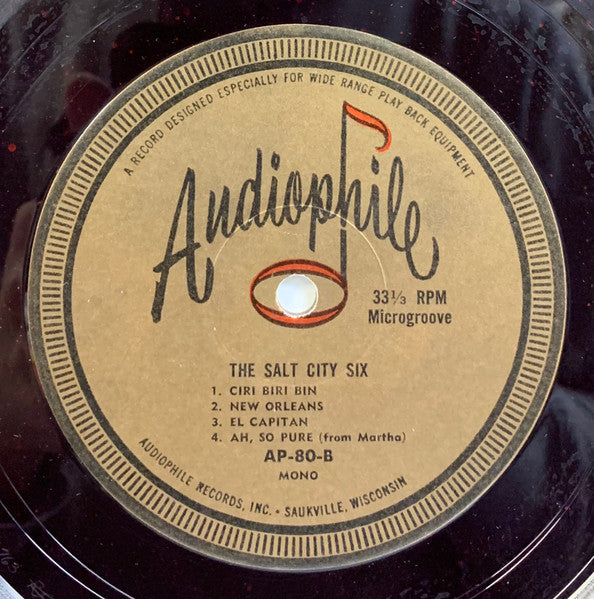 A RECORD DESIGNED ESPECIALLY FOR WIDE RANGE PLAY BACK EQUIPMENT
Audiophile
33⅓ RPM
Microgroove
THE SALT CITY SIX
1. CIRI BIRI BIN
2. NEW ORLEANS
3. EL CAPITAN
4. AH, SO PURE (from Martha)
AP-80-B
MONO
AUDIOPHILE RECORDS, INC. • SAUKVILLE, WISCONSIN